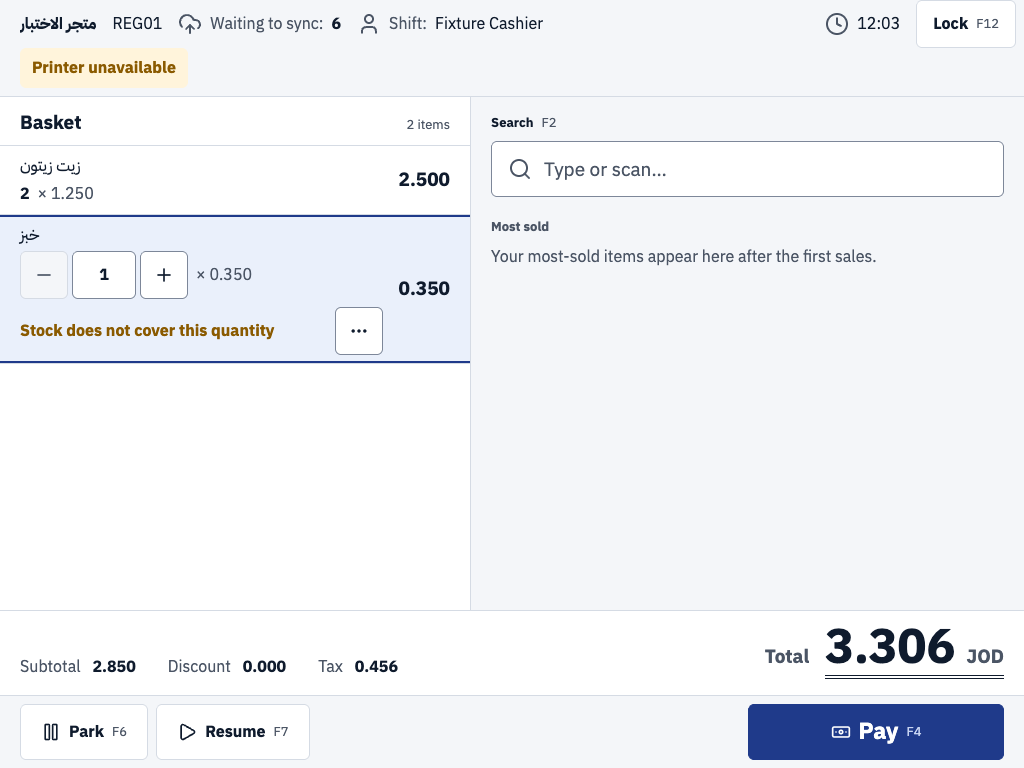 متجر الاختبار REG01 Waiting to sync: 6 Shift: Fixture Cashier 12:03 Lock F12
Printer unavailable
Basket 2 items
زيت زيتون
2 × 1.250 2.500
خبز
− 1 + × 0.350 0.350
Stock does not cover this quantity ...
Search F2
Type or scan...
Most sold
Your most-sold items appear here after the first sales.
Subtotal 2.850 Discount 0.000 Tax 0.456 Total 3.306 JOD
Park F6 Resume F7 Pay F4